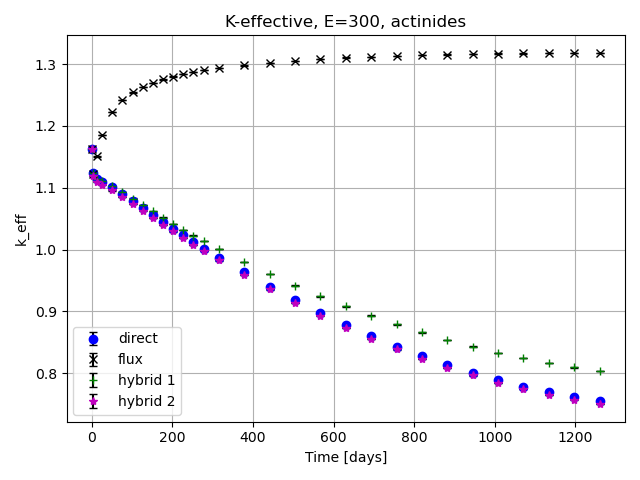 K-effective, E=300, actinides
k_eff
1.3
1.2
1.1
1.0
0.9
0.8
direct
flux
hybrid 1
hybrid 2
0 200 400 600 800 1000 1200
Time [days]